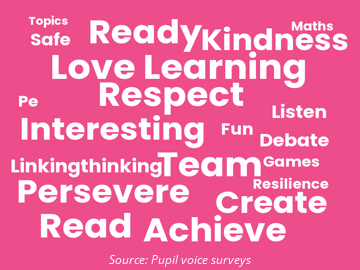 Topics
Maths
Safe Ready Kindness
Love Learning
Pe Respect
Listen
Interesting Fun
Debate
Linkingthinking Team Games
Resilience
Persevere Create
Read Achieve
Source: Pupil voice surveys